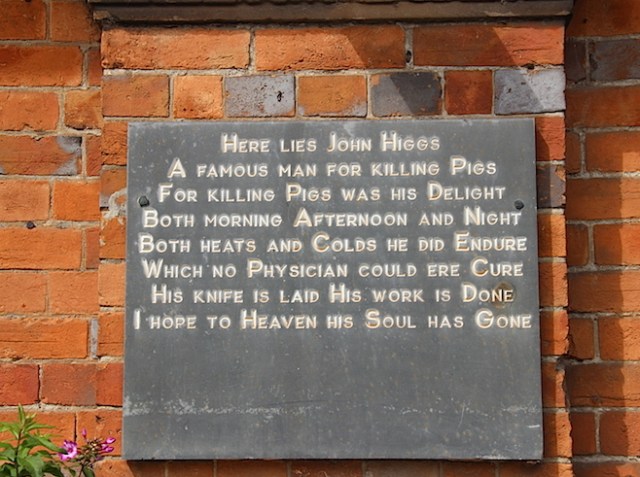 Here lies John Higgs
A famous man for killing Pigs
For killing Pigs was his Delight
Both morning Afternoon and Night
Both heats and Colds he did Endure
Which no Physician could ere Cure
His knife is laid His work is Done
I hope to Heaven his Soul has Gone